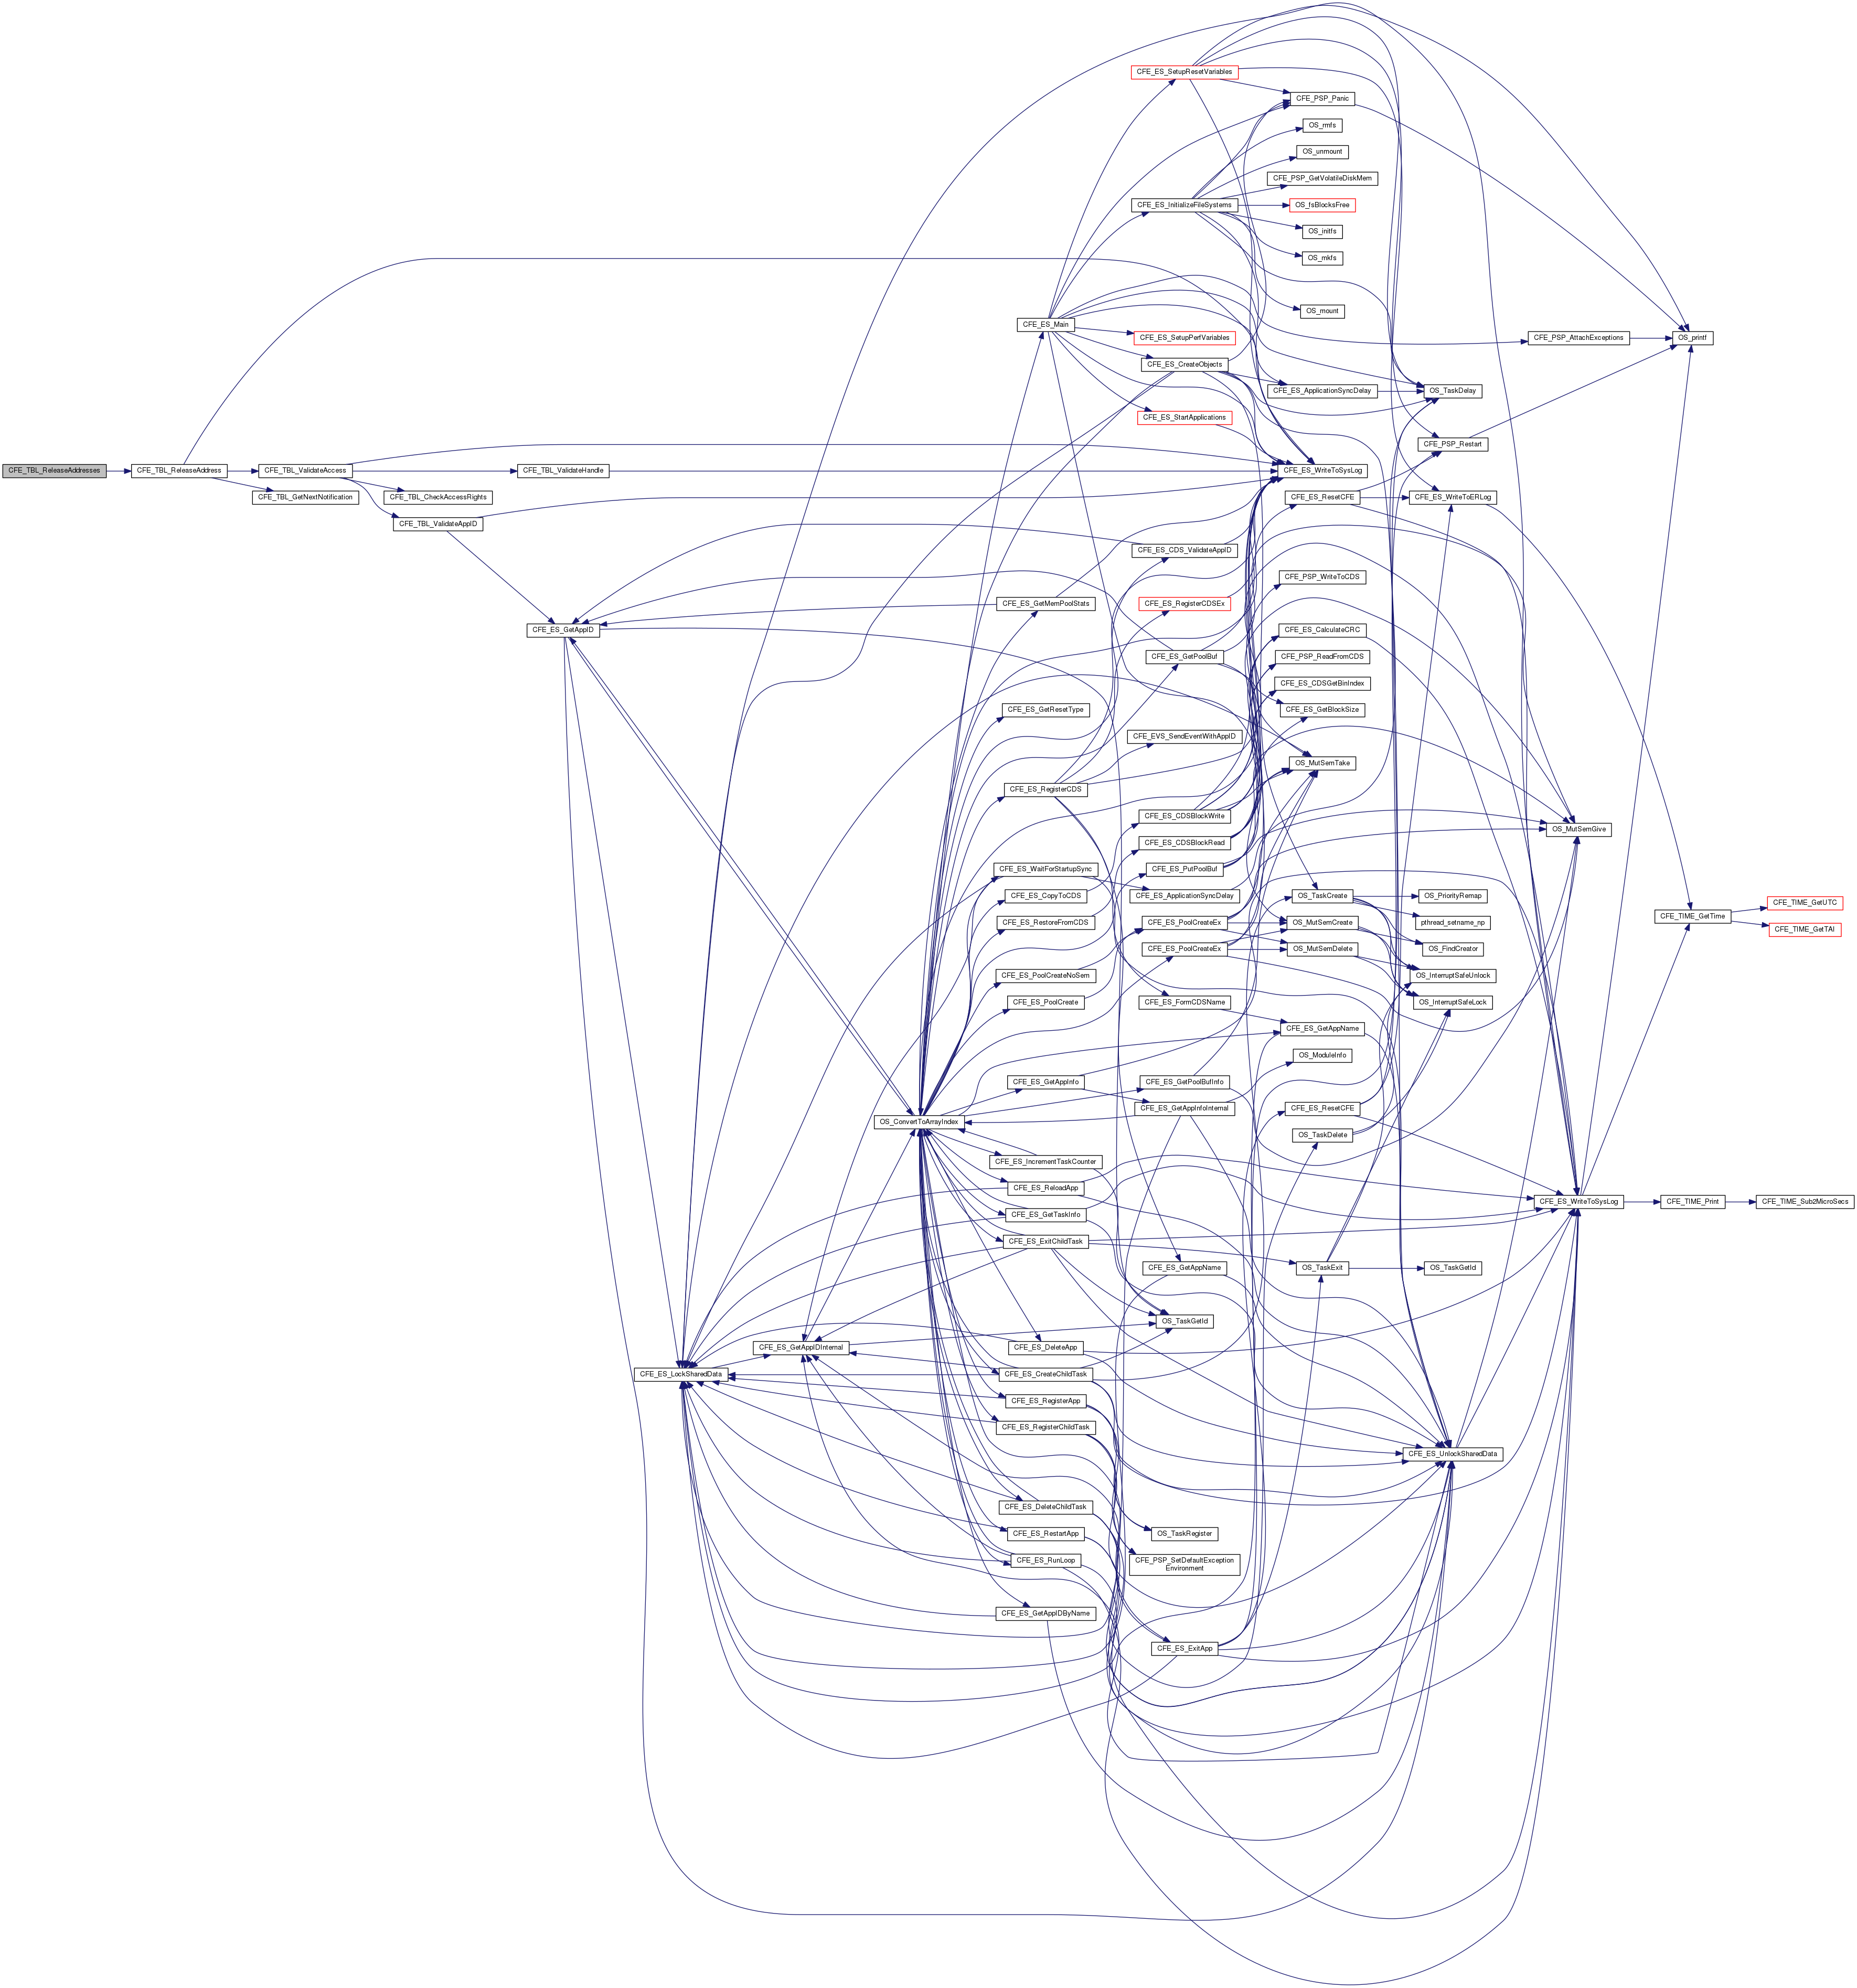 CFE_ES_SetupResetVariables
CFE_PSP_Panic
OS_rmfs
OS_unmount
CFE_PSP_GetVolatileDiskMem
CFE_ES_InitializeFileSystems
OS_fsBlocksFree
OS_initfs
OS_mkfs
OS_mount
CFE_ES_Main
CFE_ES_SetupPerfVariables
CFE_PSP_AttachExceptions
OS_printf
CFE_ES_CreateObjects
CFE_ES_ApplicationSyncDelay
OS_TaskDelay
CFE_ES_StartApplications
CFE_PSP_Restart
CFE_TBL_ReleaseAddresses
CFE_TBL_ReleaseAddress
CFE_TBL_ValidateAccess
CFE_TBL_ValidateHandle
CFE_ES_WriteToSysLog
CFE_TBL_GetNextNotification
CFE_TBL_CheckAccessRights
CFE_ES_ResetCFE
CFE_ES_WriteToERLog
CFE_TBL_ValidateAppID
CFE_ES_CDS_ValidateAppID
CFE_PSP_WriteToCDS
CFE_ES_GetMemPoolStats
CFE_ES_RegisterCDSEx
CFE_ES_GetAppID
CFE_ES_CalculateCRC
CFE_ES_GetPoolBuf
CFE_PSP_ReadFromCDS
CFE_ES_CDSGetBinIndex
CFE_ES_GetResetType
CFE_ES_GetBlockSize
CFE_EVS_SendEventWithAppID
OS_MutSemTake
CFE_ES_RegisterCDS
CFE_ES_CDSBlockWrite
OS_MutSemGive
CFE_ES_CDSBlockRead
CFE_ES_WaitForStartupSync
CFE_ES_PutPoolBuf
CFE_ES_CopyToCDS
CFE_ES_ApplicationSyncDelay
OS_TaskCreate
OS_PriorityRemap
CFE_TIME_GetUTC
CFE_TIME_GetTime
CFE_ES_RestoreFromCDS
CFE_ES_PoolCreateEx
OS_MutSemCreate
pthread_setname_np
CFE_TIME_GetTAI
CFE_ES_PoolCreateEx
OS_MutSemDelete
OS_FindCreator
CFE_ES_PoolCreateNoSem
OS_InterruptSafeUnlock
CFE_ES_PoolCreate
CFE_ES_FormCDSName
OS_InterruptSafeLock
CFE_ES_GetAppName
OS_ModuleInfo
CFE_ES_GetAppInfo
CFE_ES_GetPoolBufInfo
CFE_ES_GetAppInfoInternal
CFE_ES_ResetCFE
OS_ConvertToArrayIndex
OS_TaskDelete
CFE_ES_IncrementTaskCounter
CFE_ES_ReloadApp
CFE_ES_WriteToSysLog
CFE_TIME_Print
CFE_TIME_Sub2MicroSecs
CFE_ES_GetTaskInfo
CFE_ES_ExitChildTask
CFE_ES_GetAppName
OS_TaskExit
OS_TaskGetId
OS_TaskGetId
CFE_ES_GetAppIDInternal
CFE_ES_DeleteApp
CFE_ES_LockSharedData
CFE_ES_CreateChildTask
CFE_ES_RegisterApp
CFE_ES_RegisterChildTask
CFE_ES_UnlockSharedData
CFE_ES_DeleteChildTask
CFE_ES_RestartApp
OS_TaskRegister
CFE_ES_RunLoop
CFE_PSP_SetDefaultException
Environment
CFE_ES_GetAppIDByName
CFE_ES_ExitApp